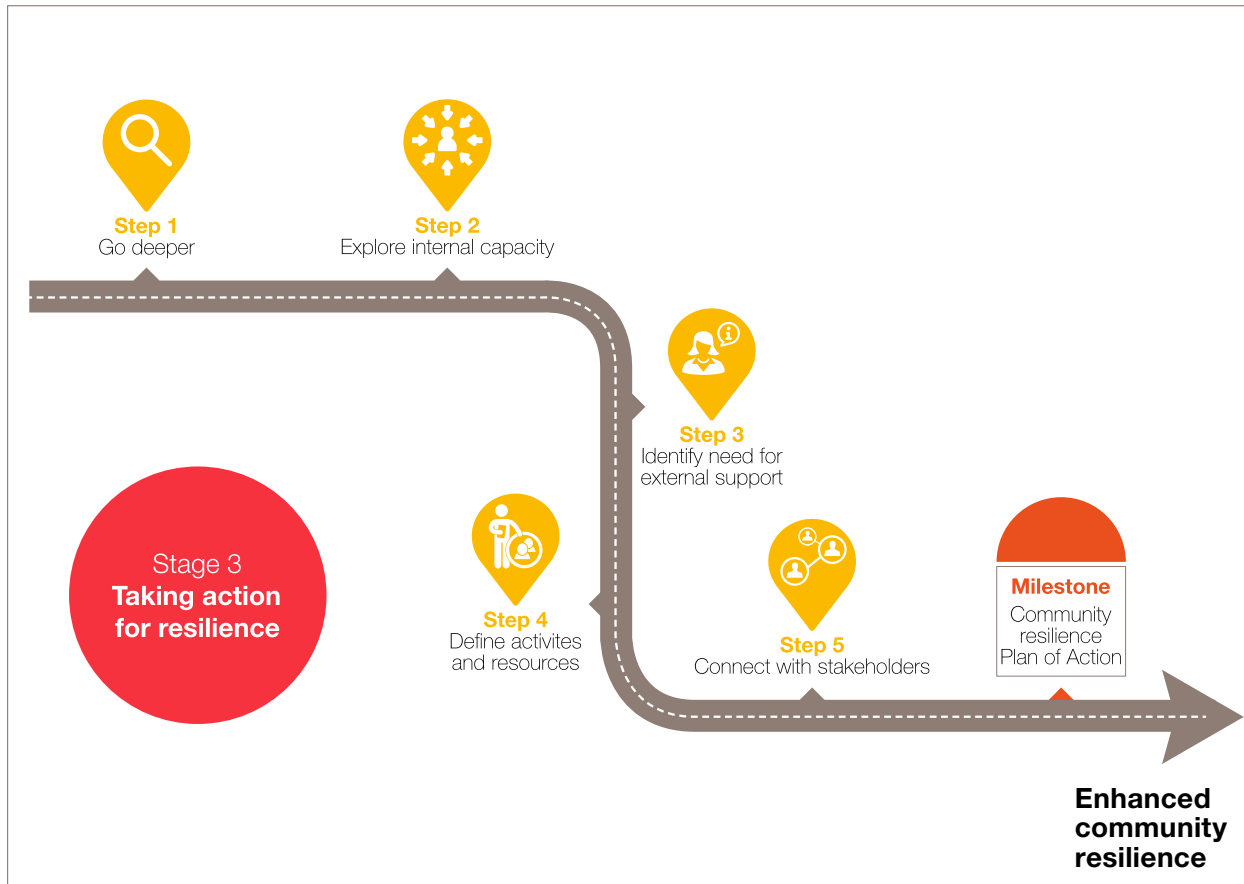 Step 1
Go deeper
Step 2
Explore internal capacity
Step 3
Identify need for
external support
Stage 3
Taking action
for resilience
Step 4
Define activites
and resources
Step 5
Connect with stakeholders
Milestone
Community
resilience
Plan of Action
Enhanced
community
resilience